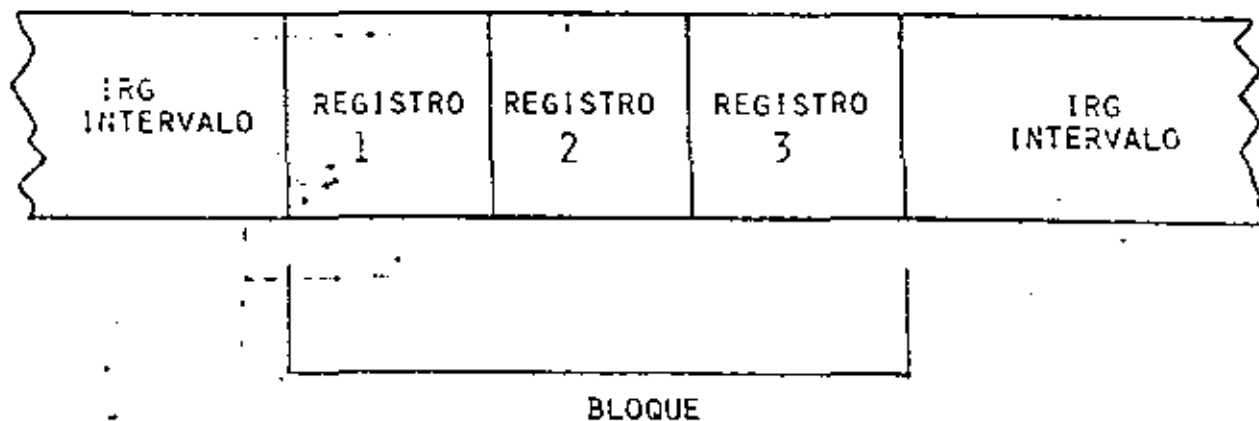 IRG
INTERVALO
REGISTRO
1
REGISTRO
2
REGISTRO
3
IRG
INTERVALO
BLOQUE